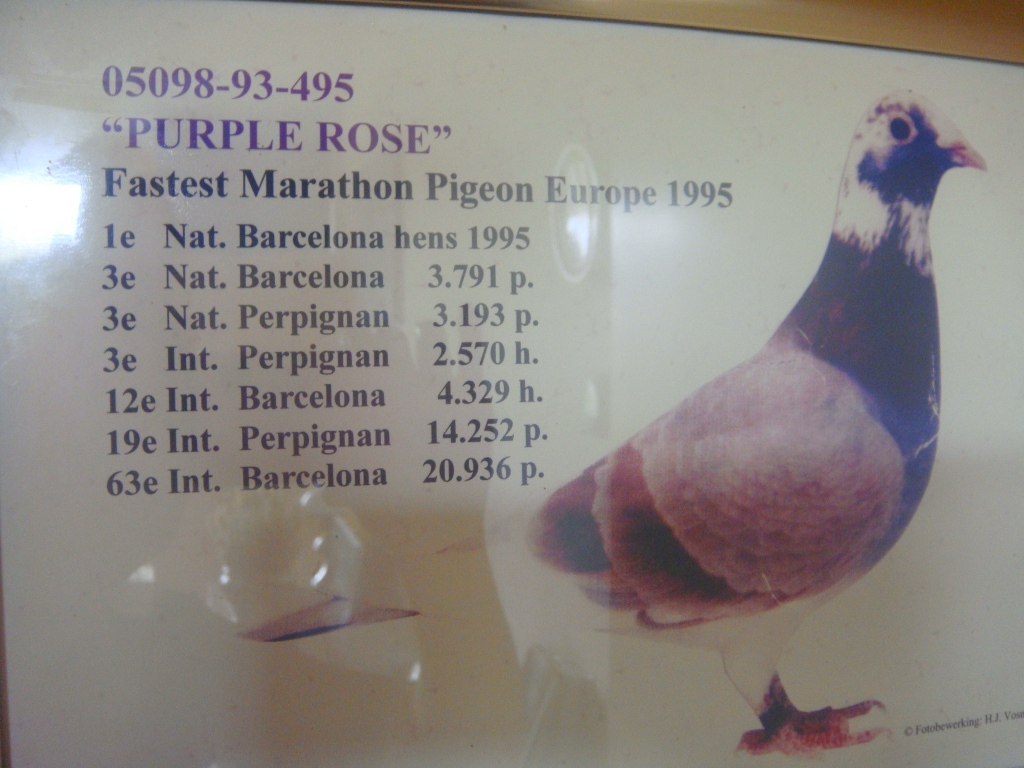 05098-93-495
“PURPLE ROSE”
Fastest Marathon Pigeon Europe 1995
1e Nat. Barcelona hens 1995
3e Nat. Barcelona 3.791 p.
3e Nat. Perpignan 3.193 p.
3e Int. Perpignan 2.570 h.
12e Int. Barcelona 4.329 h.
19e Int. Perpignan 14.252 p.
63e Int. Barcelona 20.936 p.
© Fotobewerking: H.J.